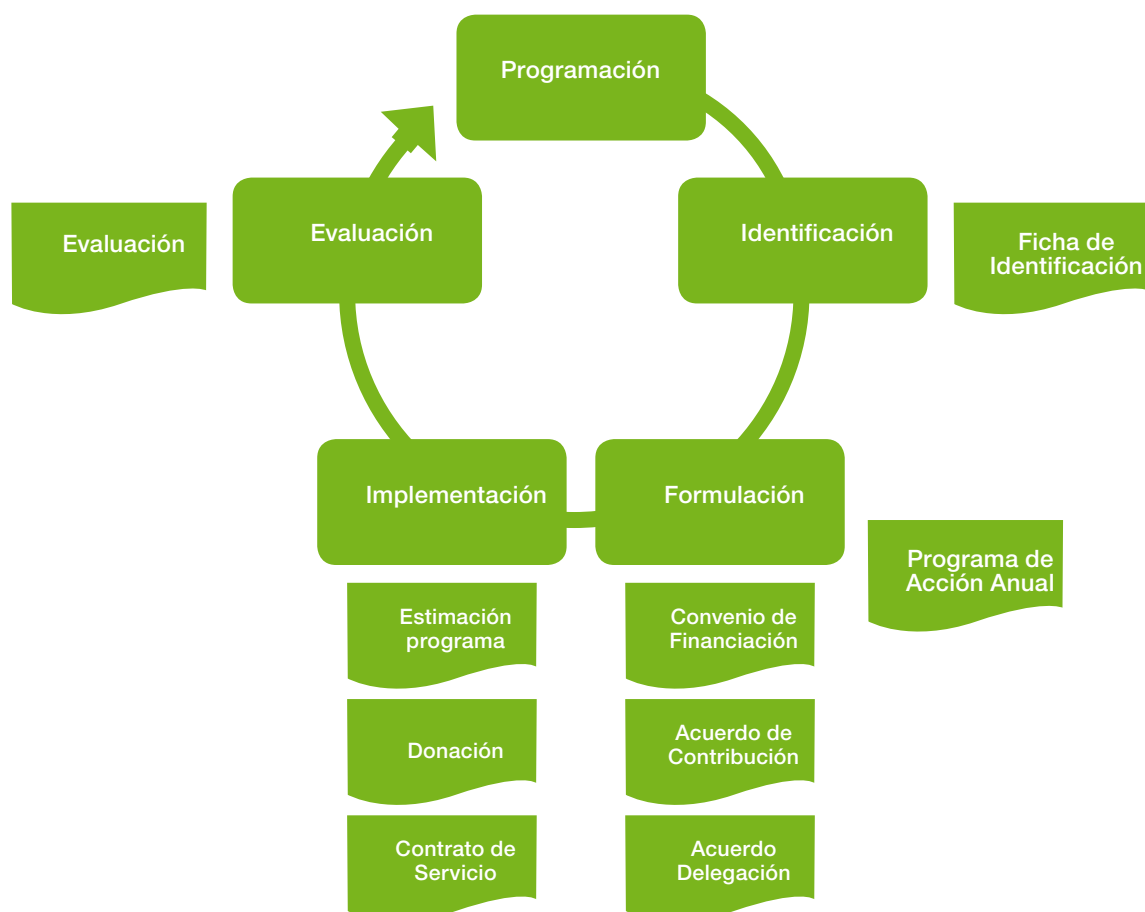 Programación
Evaluación
Evaluación
Identificación
Ficha de
Identificación
Implementación
Formulación
Programa de
Acción Anual
Estimación
programa
Convenio de
Financiación
Donación
Acuerdo de
Contribución
Contrato de
Servicio
Acuerdo
Delegación